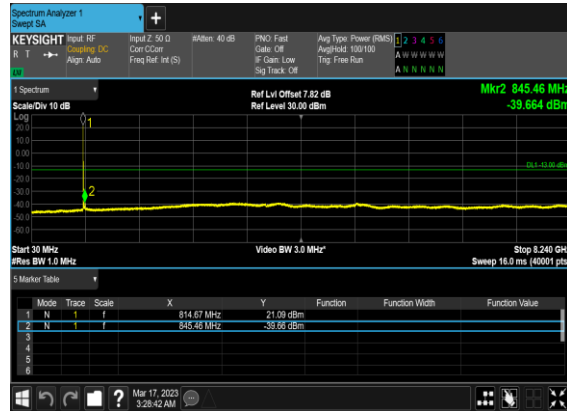 Spectrum Analyzer 1
Swept SA
+
KEYSIGHT Input: RF Input Z: 50 Ω #Atten: 40 dB PNO: Fast Avg Type: Power (RMS) 1 2 3 4 5 6
R T Coupling: DC Corr CCorr Gate: Off Avg|Hold: 100/100 A W W W W W
Align: Auto Freq Ref: Int (S) IF Gain: Low Trig: Free Run
Sig Track: Off A N N N N N
1 Spectrum Ref Lvl Offset 7.82 dB Mkr2 845.46 MHz
Scale/Div 10 dB Ref Level 30.00 dBm -39.664 dBm
Log
20.0 1
10.0
0.00
-10.0 DL1 -13.00 dBm
-20.0
-30.0 2
-40.0
-50.0
-60.0
Start 30 MHz Video BW 3.0 MHz* Stop 8.240 GHz
#Res BW 1.0 MHz Sweep 16.0 ms (40001 pts)
5 Marker Table
Mode Trace Scale X Y Function Function Width Function Value
1 N 1 f 814.67 MHz 21.09 dBm
2 N 1 f 845.46 MHz -39.66 dBm
3
4
5
6
? Mar 17, 2023
3:28:42 AM